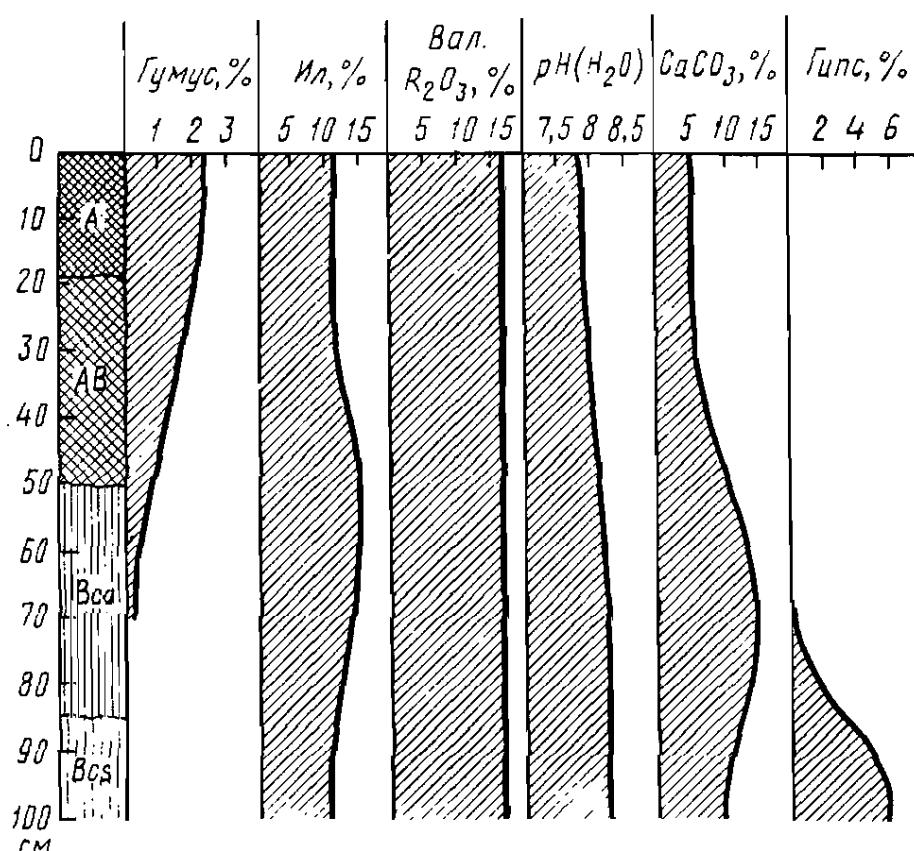 Гумус, %
Ил, %
Вал.
R₂O₃, %
pH(H₂O)
CaCO₃, %
Гипс, %
1 2 3
5 10 15
5 10 15
7,5 8 8,5
5 10 15
2 4 6
0
10
20
30
40
50
60
70
80
90
100
см
A
AB
Bca
Bcs